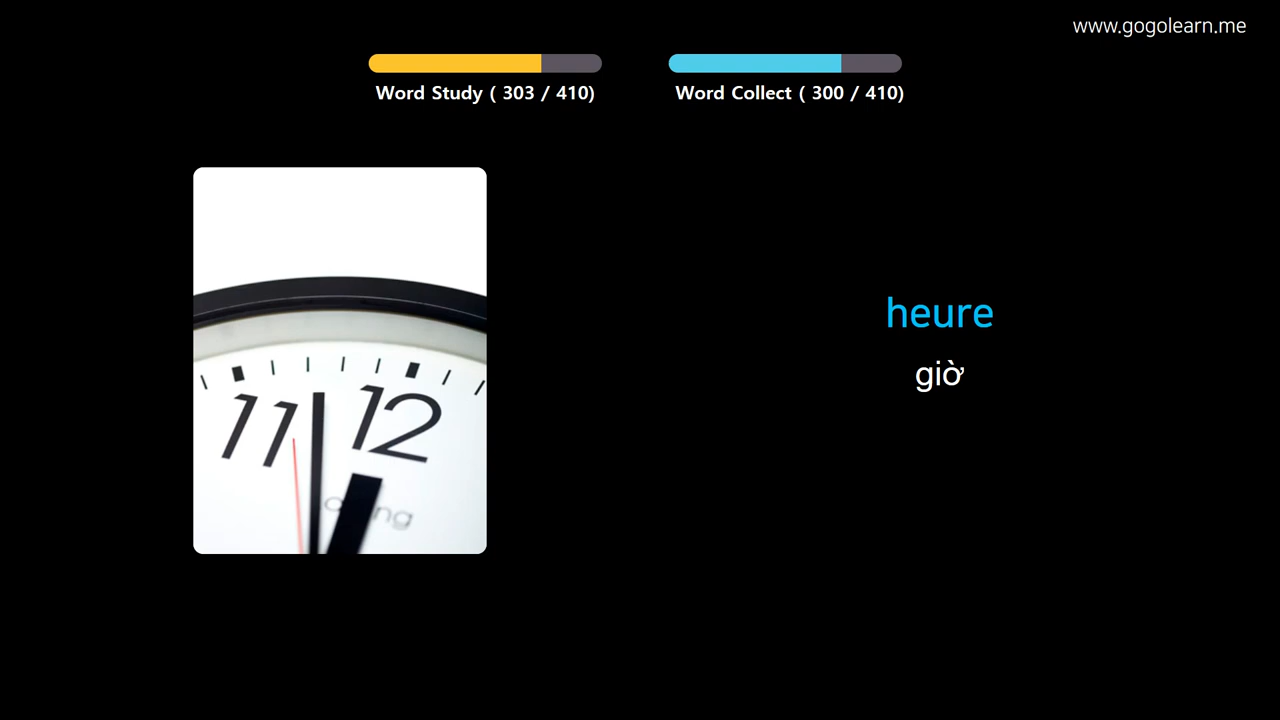 www.gogolearn.me
Word Study ( 303 / 410)
Word Collect ( 300 / 410)
heure
giờ
11
12